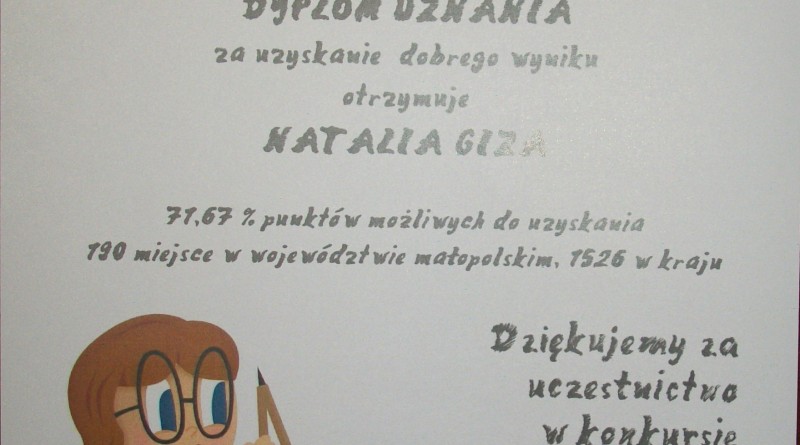 DYPLOM UZNANIA
za uzyskanie dobrego wyniku
otrzymuje
NATALIA GIZA
71,67 % punktów możliwych do uzyskania
190 miejsce w województwie małopolskim, 1526 w kraju
Dziękujemy za
uczestnictwo
w konkursie